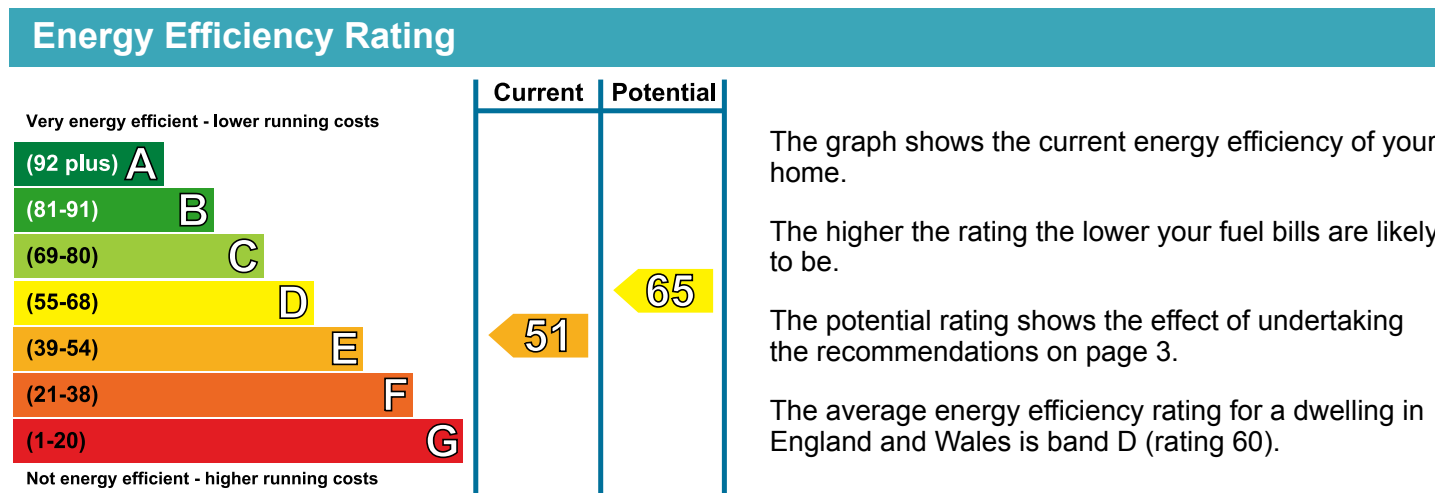 Energy Efficiency Rating
Current Potential
Very energy efficient - lower running costs
(92 plus) A
(81-91) B
(69-80) C
(55-68) D
(39-54) E
(21-38) F
(1-20) G
Not energy efficient - higher running costs
51
65
The graph shows the current energy efficiency of your
home.
The higher the rating the lower your fuel bills are likely
to be.
The potential rating shows the effect of undertaking
the recommendations on page 3.
The average energy efficiency rating for a dwelling in
England and Wales is band D (rating 60).